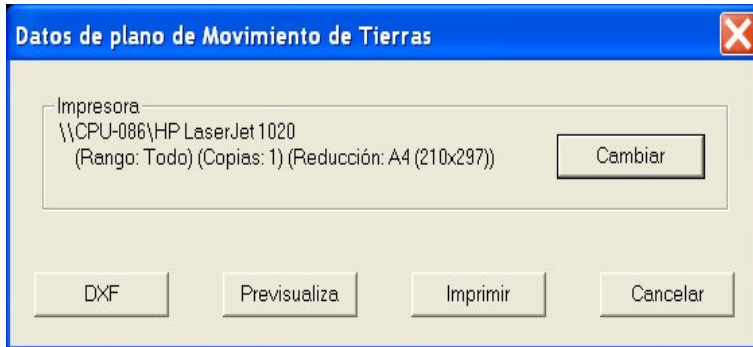 Datos de plano de Movimiento de Tierras
Impresora
\\CPU-086\HP LaserJet 1020
(Rango: Todo) (Copias: 1) (Reducción: A4 (210x297))
Cambiar
DXF Previsualiza Imprimir Cancelar